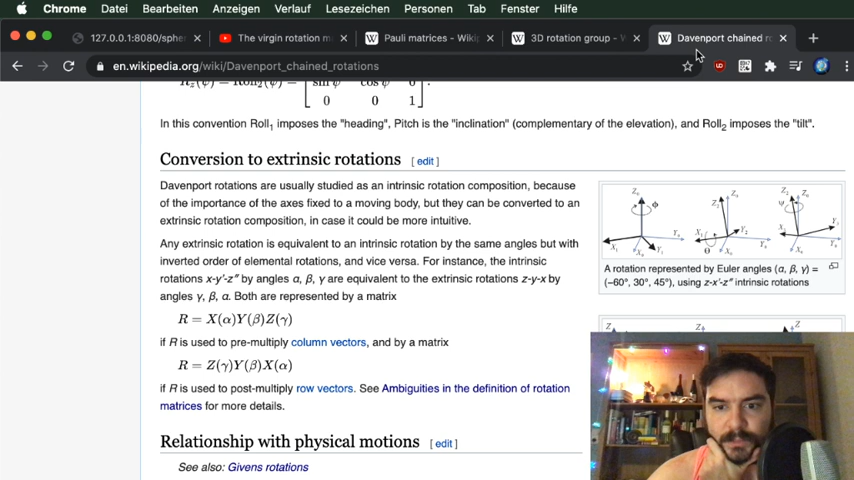 Chrome Datei Bearbeiten Anzeigen Verlauf Lesezeichen Personen Tab Fenster Hilfe
127.0.0.1:8080/sphe
The virgin rotation m
Pauli matrices - Wiki
3D rotation group - W
Davenport chained ro
en.wikipedia.org/wiki/Davenport_chained_rotations
0 0 1
In this convention Roll₁ imposes the "heading", Pitch is the "inclination" (complementary of the elevation), and Roll₂ imposes the "tilt".
Conversion to extrinsic rotations [ edit ]
Davenport rotations are usually studied as an intrinsic rotation composition, because
of the importance of the axes fixed to a moving body, but they can be converted to an
extrinsic rotation composition, in case it could be more intuitive.
Any extrinsic rotation is equivalent to an intrinsic rotation by the same angles but with
inverted order of elemental rotations, and vice versa. For instance, the intrinsic
rotations x-y′-z″ by angles α, β, γ are equivalent to the extrinsic rotations z-y-x by
angles γ, β, α. Both are represented by a matrix
R = X(α)Y(β)Z(γ)
if R is used to pre-multiply column vectors, and by a matrix
R = Z(γ)Y(β)X(α)
if R is used to post-multiply row vectors. See Ambiguities in the definition of rotation
matrices for more details.
Relationship with physical motions [ edit ]
See also: Givens rotations
A rotation represented by Euler angles (α, β, γ) =
(−60°, 30°, 45°), using z-x′-z″ intrinsic rotations